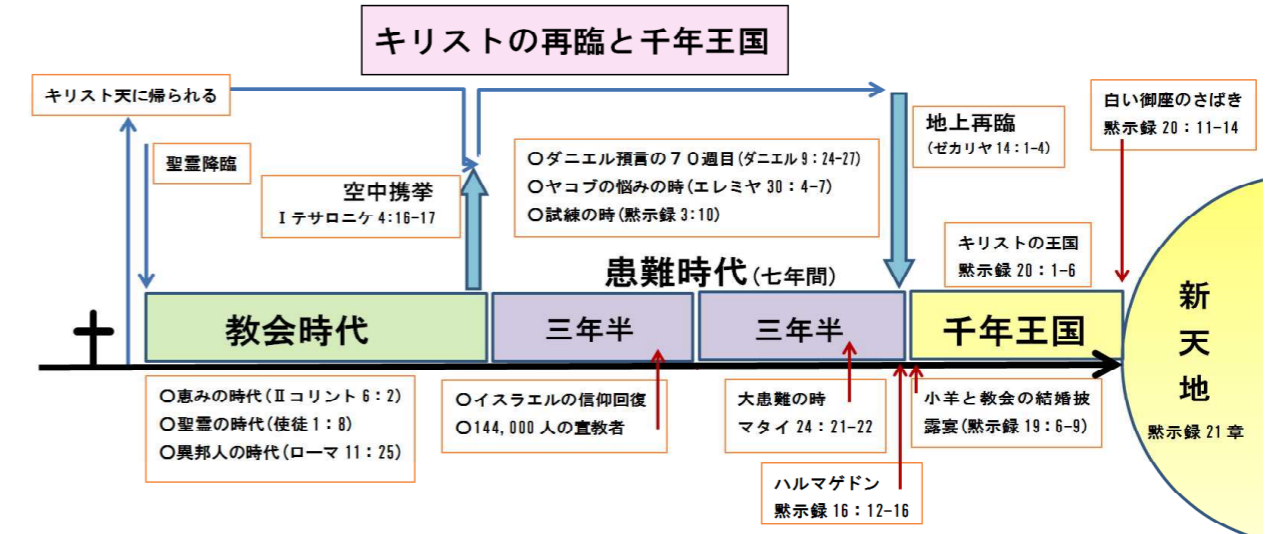 キリストの再臨と千年王国
キリスト天に帰られる
聖霊降臨
空中携挙
Ⅰテサロニケ 4:16-17
〇ダニエル預言の７０週目(ダニエル 9：24-27)
〇ヤコブの悩みの時(エレミヤ 30：4-7)
〇試練の時(黙示録 3:10)
地上再臨
(ゼカリヤ 14：1-4)
白い御座のさばき
黙示録 20：11-14
キリストの王国
黙示録 20：1-6
患難時代(七年間)
教会時代
三年半
三年半
千年王国
新天地
黙示録 21 章
〇恵みの時代(Ⅱコリント 6：2)
〇聖霊の時代(使徒 1：8)
〇異邦人の時代(ローマ 11：25)
〇イスラエルの信仰回復
〇144,000 人の宣教者
大患難の時
マタイ 24：21-22
小羊と教会の結婚披
露宴(黙示録 19：6-9)
ハルマゲドン
黙示録 16：12-16